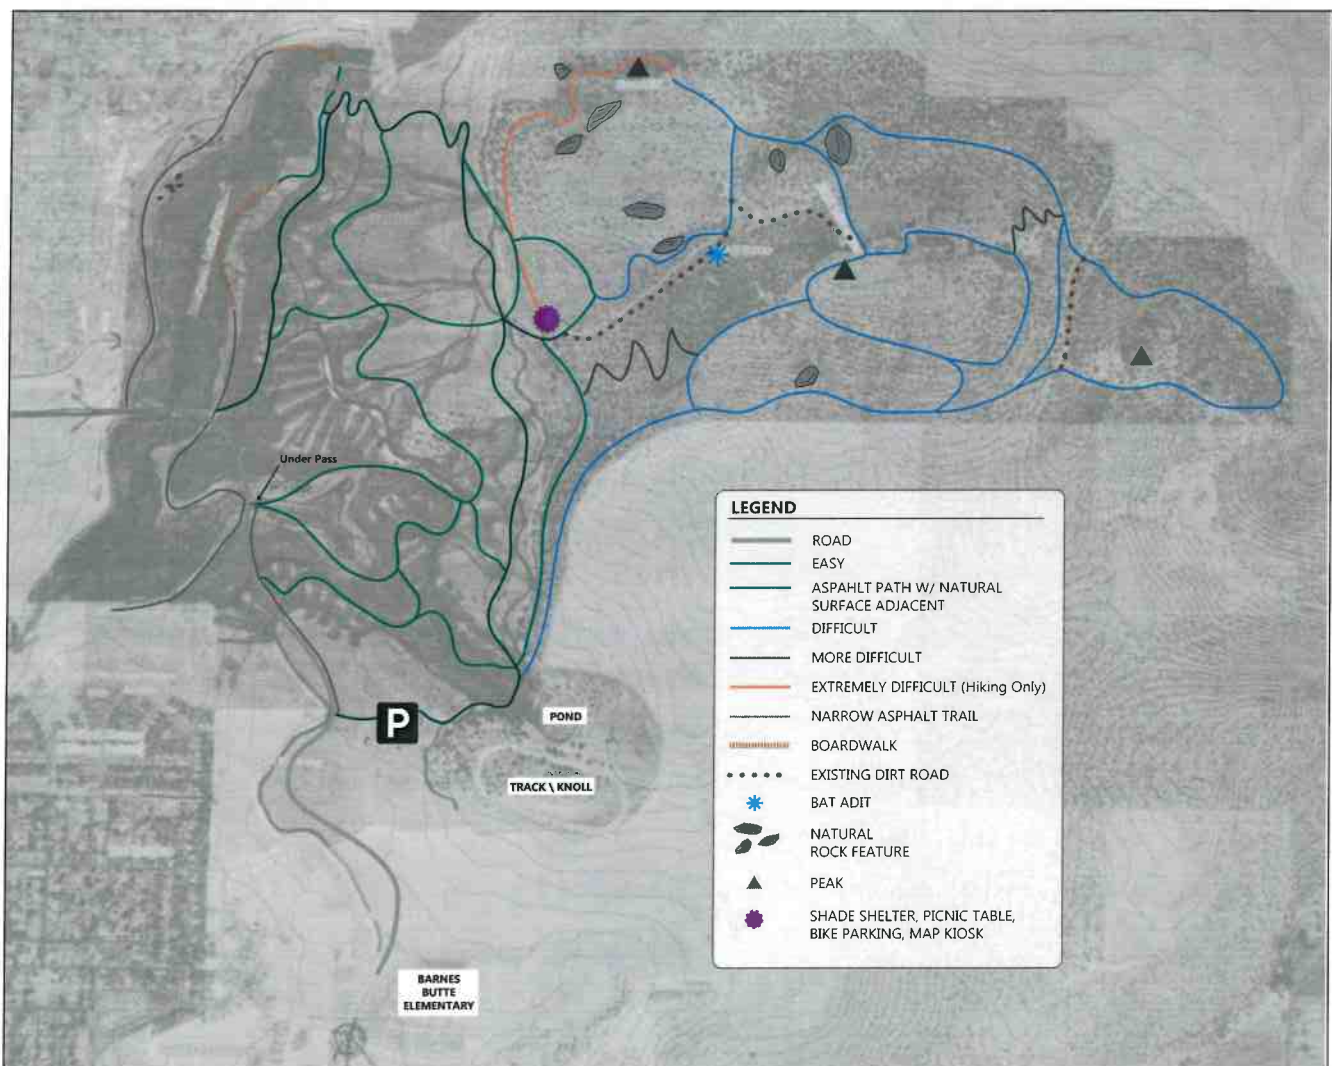 Under Pass
LEGEND
ROAD
EASY
ASPAHLT PATH W/ NATURAL
SURFACE ADJACENT
DIFFICULT
MORE DIFFICULT
EXTREMELY DIFFICULT (Hiking Only)
NARROW ASPHALT TRAIL
BOARDWALK
EXISTING DIRT ROAD
BAT ADIT
NATURAL
ROCK FEATURE
PEAK
SHADE SHELTER, PICNIC TABLE,
BIKE PARKING, MAP KIOSK
P
POND
TRACK \ KNOLL
BARNES
BUTTE
ELEMENTARY